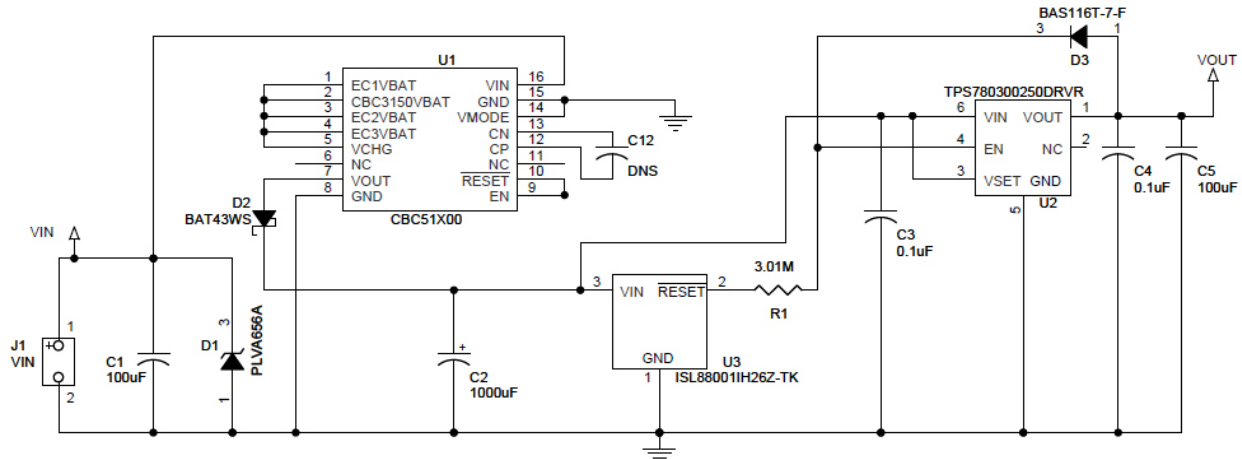 BAS116T-7-F
3
1
D3
VOUT
U1
1
EC1VBAT
VIN
16
2
CBC3150VBAT
GND
15
3
EC2VBAT
VMODE
14
4
EC3VBAT
CN
13
5
VCHG
CP
12
6
NC
NC
11
7
VOUT
RESET
10
8
GND
EN
9
CBC51X00
C12
DNS
TPS780300250DRVR
6
VIN
VOUT
1
4
EN
NC
2
3
VSET
GND
5
U2
C4
0.1uF
C5
100uF
D2
BAT43WS
C3
0.1uF
VIN
3
VIN
RESET
2
GND
1
U3
ISL88001IH26Z-TK
3.01M
R1
J1
VIN
1
+
2
C1
100uF
D1
3
1
PLVA656A
+
C2
1000uF